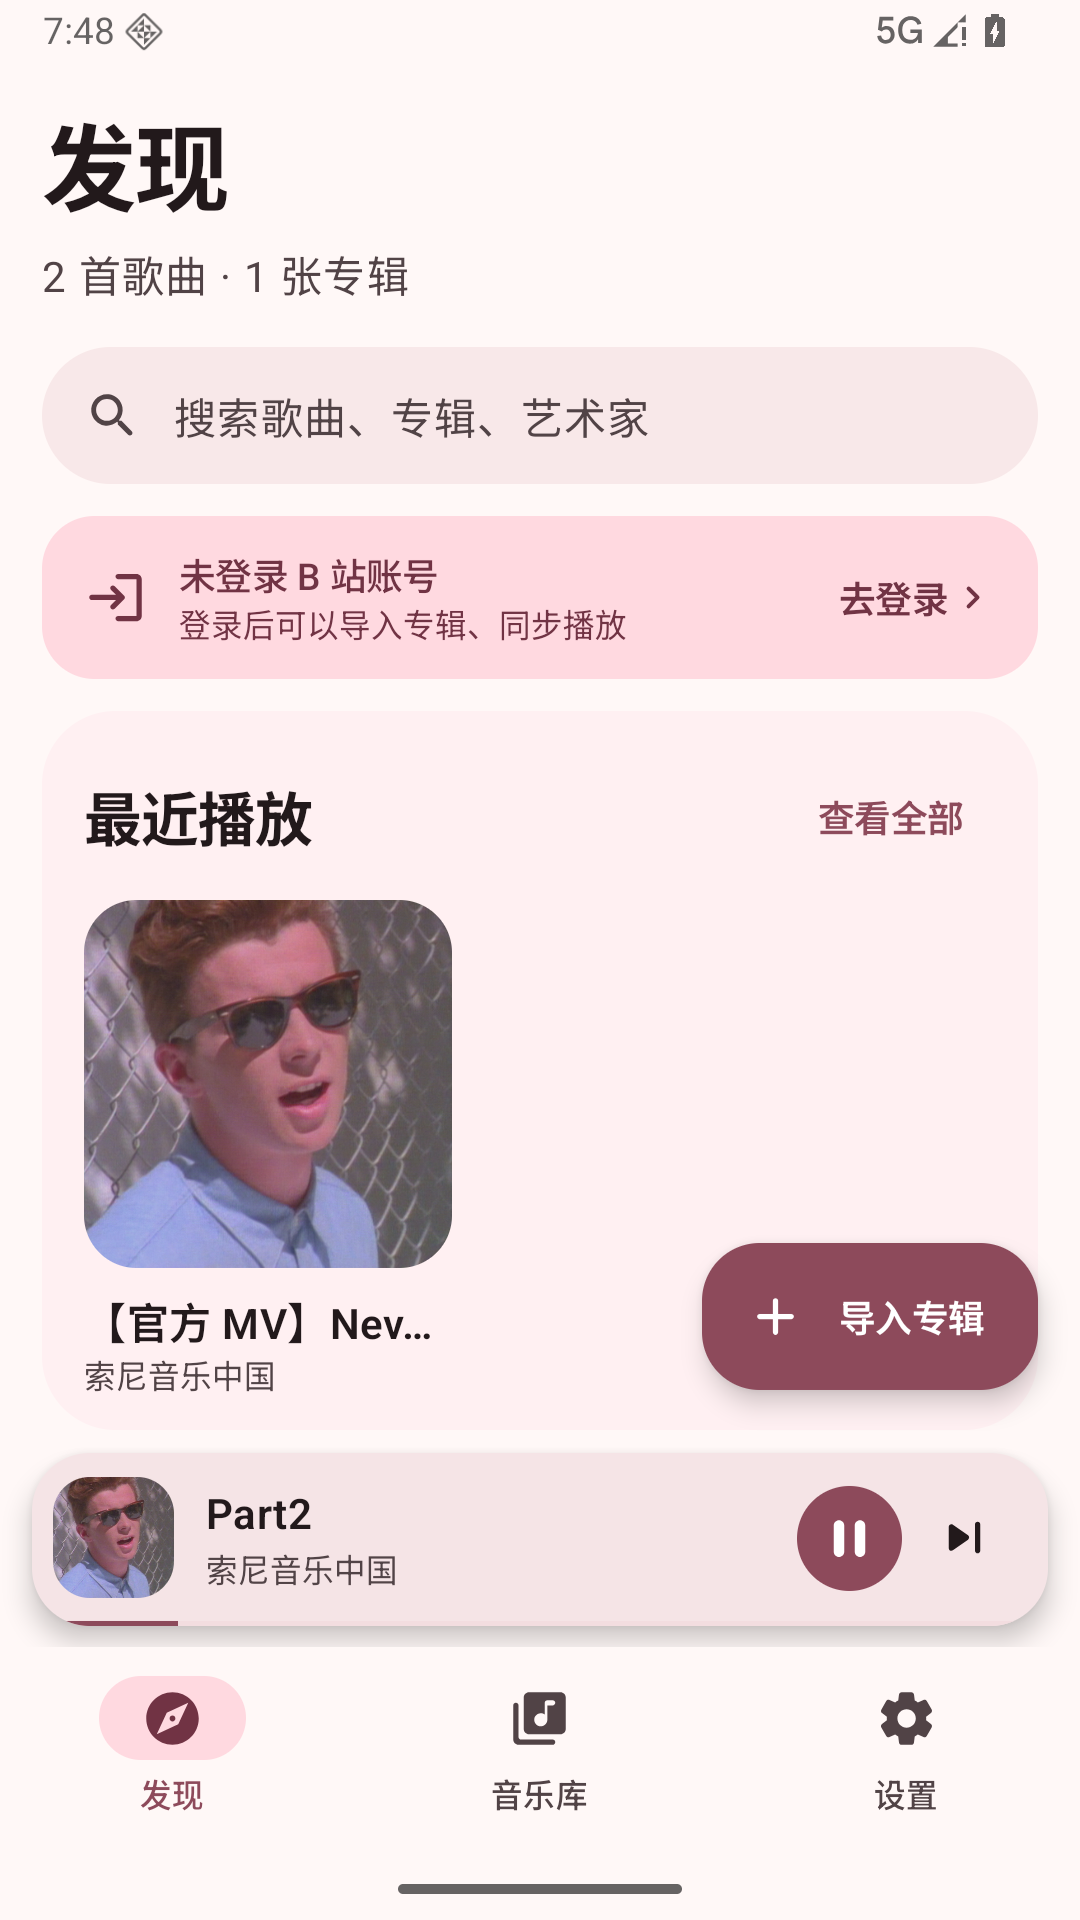 7:48
5G
发现
2 首歌曲 · 1 张专辑
搜索歌曲、专辑、艺术家
未登录 B 站账号
登录后可以导入专辑、同步播放
去登录
最近播放
查看全部
【官方 MV】Nev...
索尼音乐中国
导入专辑
Part2
索尼音乐中国
发现
音乐库
设置